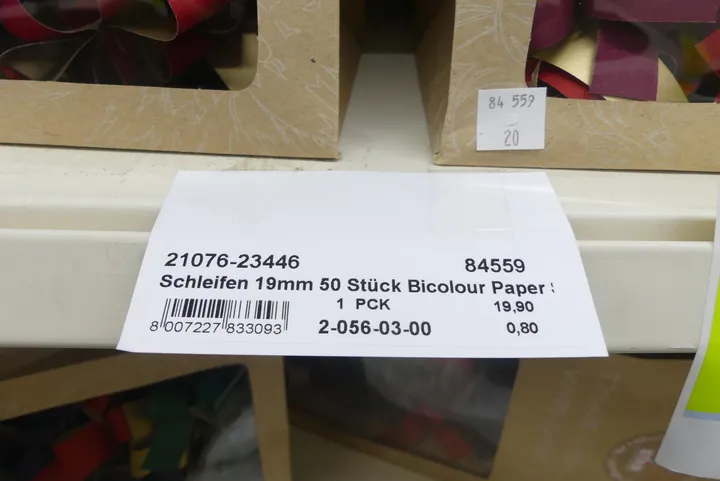 84 559
20
21076-23446 84559
Schleifen 19mm 50 Stück Bicolour Paper
1 PCK 19,90
8 007227 833093 2-056-03-00 0,80